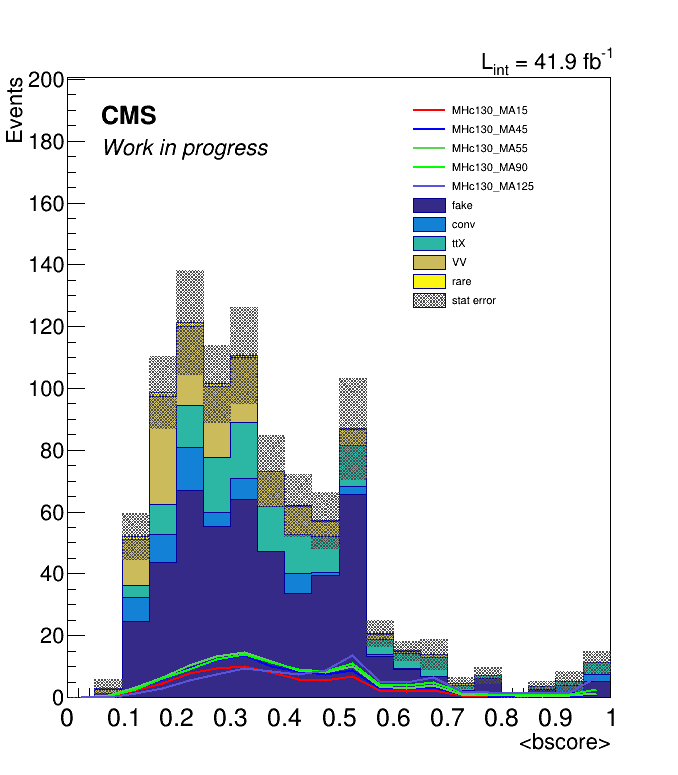 L_int = 41.9 fb^-1
Events
200
180
160
140
120
100
80
60
40
20
0
CMS
Work in progress
MHc130_MA15
MHc130_MA45
MHc130_MA55
MHc130_MA90
MHc130_MA125
fake
conv
ttX
VV
rare
stat error
0 0.1 0.2 0.3 0.4 0.5 0.6 0.7 0.8 0.9 1
<bscore>